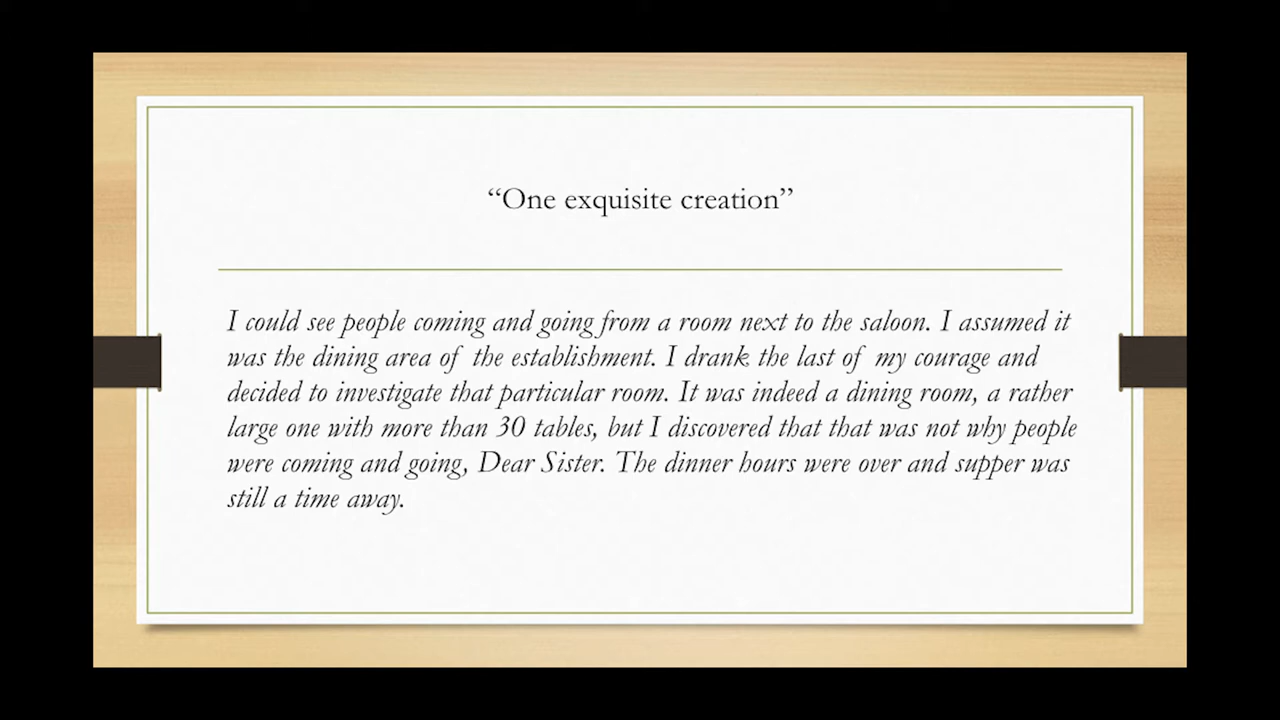 “One exquisite creation”
I could see people coming and going from a room next to the saloon. I assumed it
was the dining area of the establishment. I drank the last of my courage and
decided to investigate that particular room. It was indeed a dining room, a rather
large one with more than 30 tables, but I discovered that that was not why people
were coming and going, Dear Sister. The dinner hours were over and supper was
still a time away.